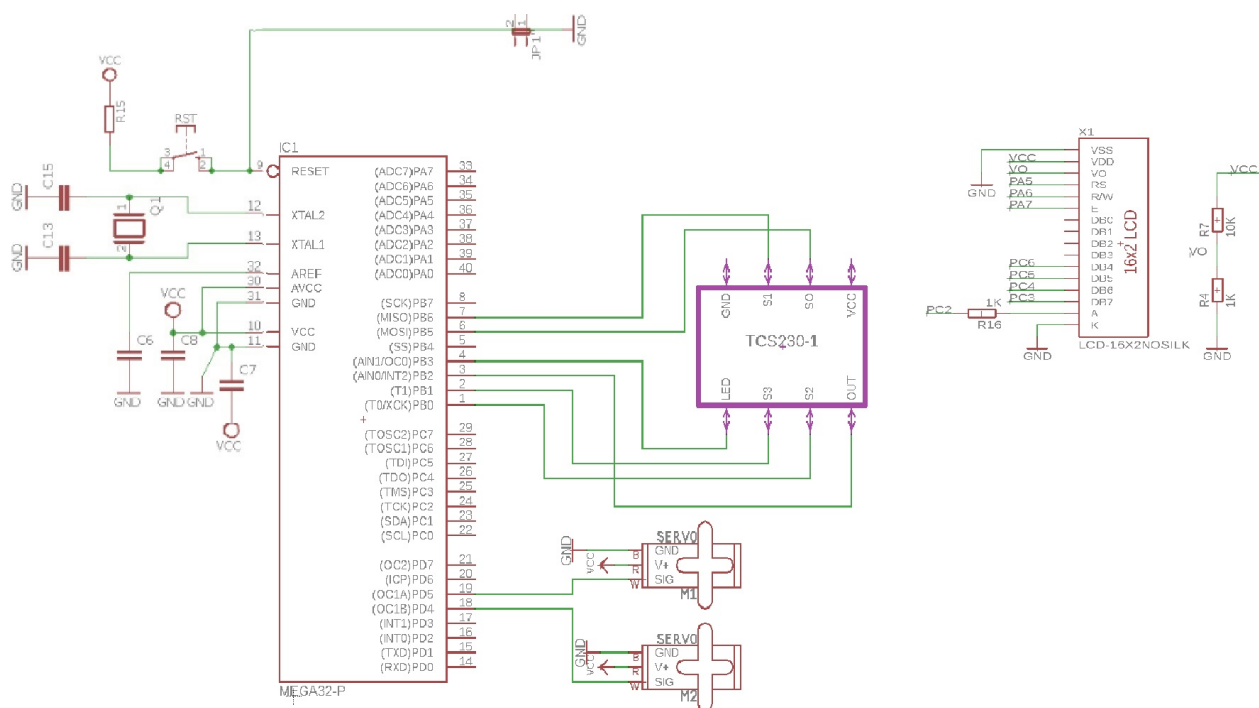 2 1
JP1
GND
VCC
R15
RST
3 1
4 2
C15
GND
1
2
Q1
C13
GND
IC1
9 RESET
12 XTAL2
13 XTAL1
32 AREF
30 AVCC
31 GND
10 VCC
11 GND
(ADC7)PA7 33
(ADC6)PA6 34
(ADC5)PA5 35
(ADC4)PA4 36
(ADC3)PA3 37
(ADC2)PA2 38
(ADC1)PA1 39
(ADC0)PA0 40
(SCK)PB7 8
(MISO)PB6 7
(MOSI)PB5 6
(SS)PB4 5
(AIN1/OC0)PB3 4
(AIN0/INT2)PB2 3
(T1)PB1 2
(T0/XCK)PB0 1
(TOSC2)PC7 29
(TOSC1)PC6 28
(TDI)PC5 27
(TDO)PC4 26
(TMS)PC3 25
(TCK)PC2 24
(SDA)PC1 23
(SCL)PC0 22
(OC2)PD7 21
(ICP)PD6 20
(OC1A)PD5 19
(OC1B)PD4 18
(INT1)PD3 17
(INT0)PD2 16
(TXD)PD1 15
(RXD)PD0 14
MEGA32-P
VCC
C6
C8
C7
GND
GND
GND
VCC
GND S1 SO VCC
TCS230-1
LED S3 S2 OUT
SERVO
GND
VCC
B GND
R V+
W SIG
M1
SERVO
GND
VCC
B GND
R V+
W SIG
M2
X1
VSS
VCC VDD
VO VO
PA5 RS
PA6 R/W
PA7 E
DB0
DB1
DB2
DB3
PC6 DB4
PC5 DB5
PC4 DB6
PC3 DB7
A
K
16x2 LCD
LCD-16X2NOSILK
GND
PC2
1K
R16
GND
VCC
R7
10K
VO
R4
1K
GND